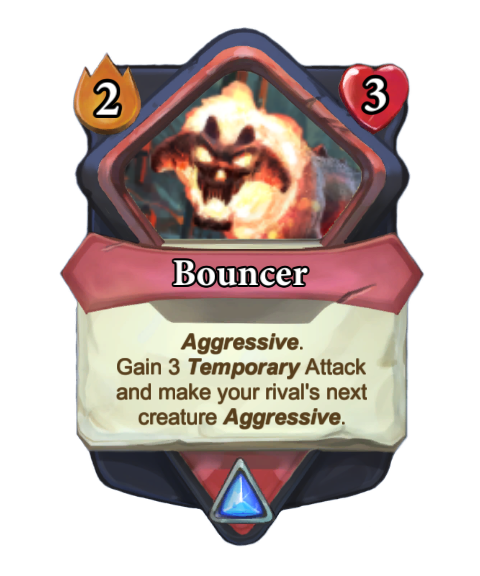 2
3
Bouncer
Aggressive.
Gain 3 Temporary Attack
and make your rival's next
creature Aggressive.